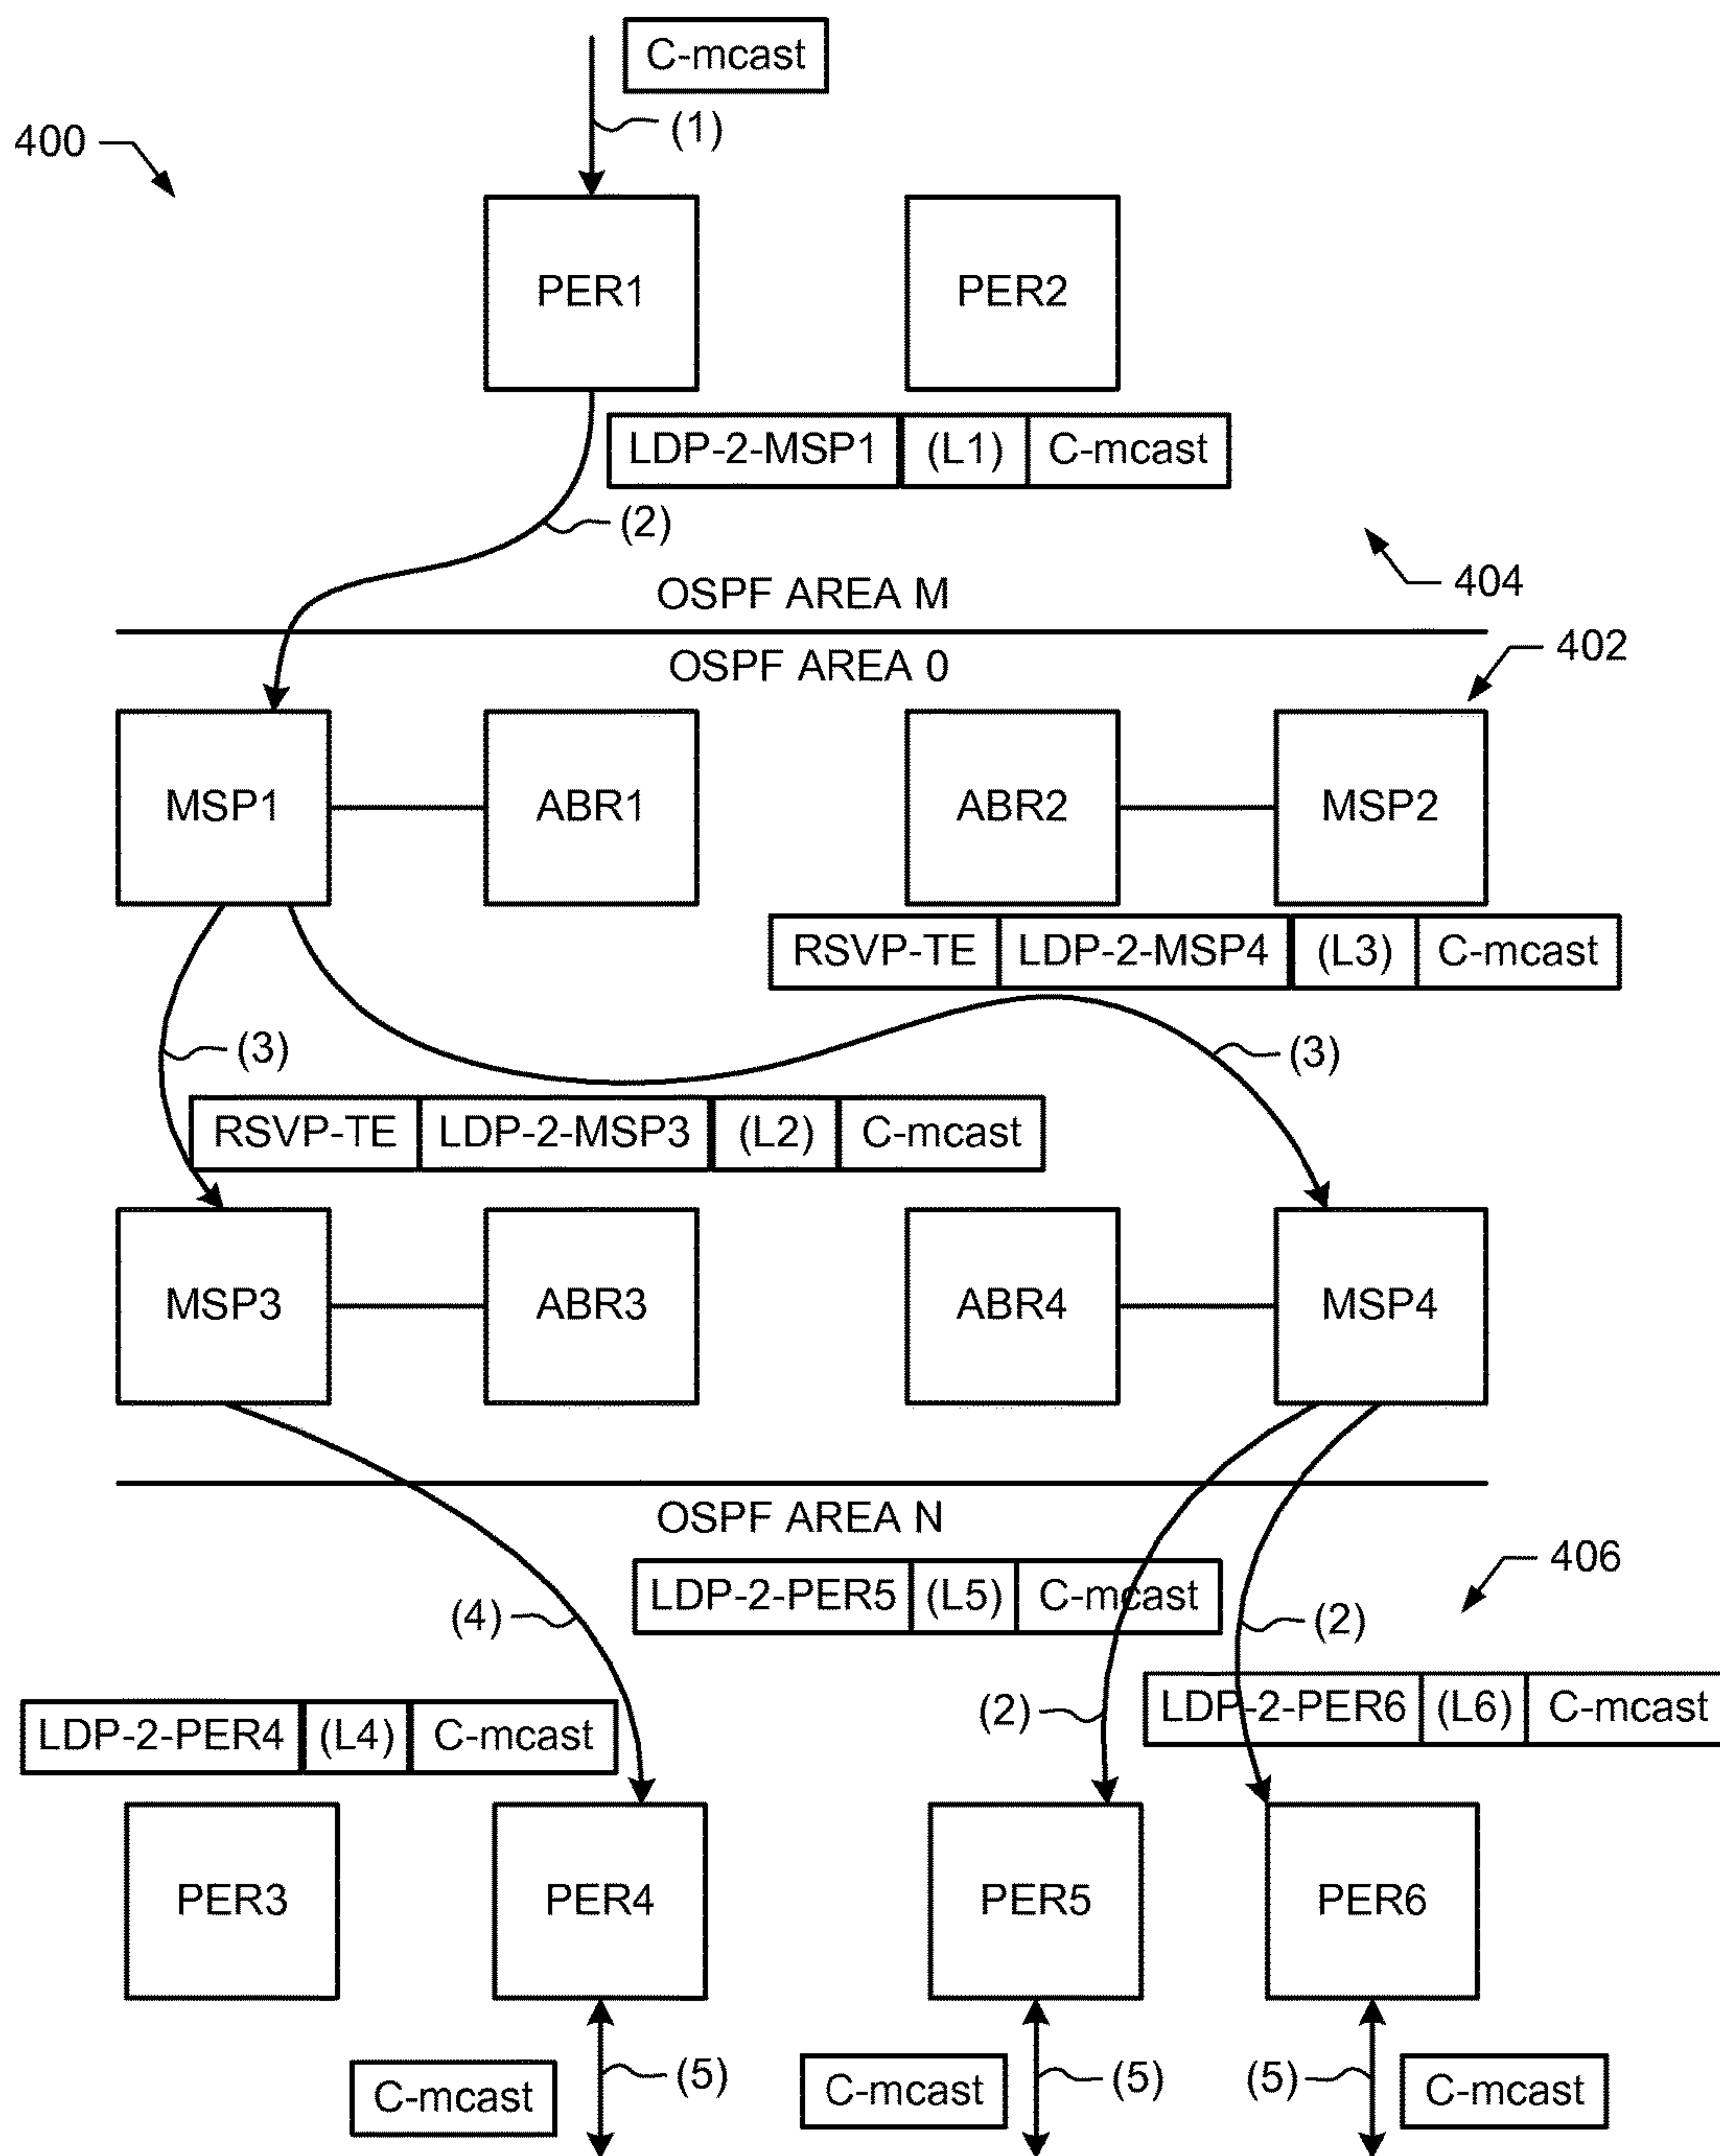 C-mcast
(1)
400
PER1
PER2
LDP-2-MSP1 (L1) C-mcast
(2)
404
OSPF AREA M
OSPF AREA 0
402
MSP1
ABR1
ABR2
MSP2
RSVP-TE LDP-2-MSP4 (L3) C-mcast
(3)
(3)
RSVP-TE LDP-2-MSP3 (L2) C-mcast
MSP3
ABR3
ABR4
MSP4
OSPF AREA N
406
LDP-2-PER5 (L5) C-mcast
(4)
(2)
LDP-2-PER6 (L6) C-mcast
(2)
LDP-2-PER4 (L4) C-mcast
PER3
PER4
PER5
PER6
C-mcast
(5)
C-mcast
(5)
(5)
C-mcast